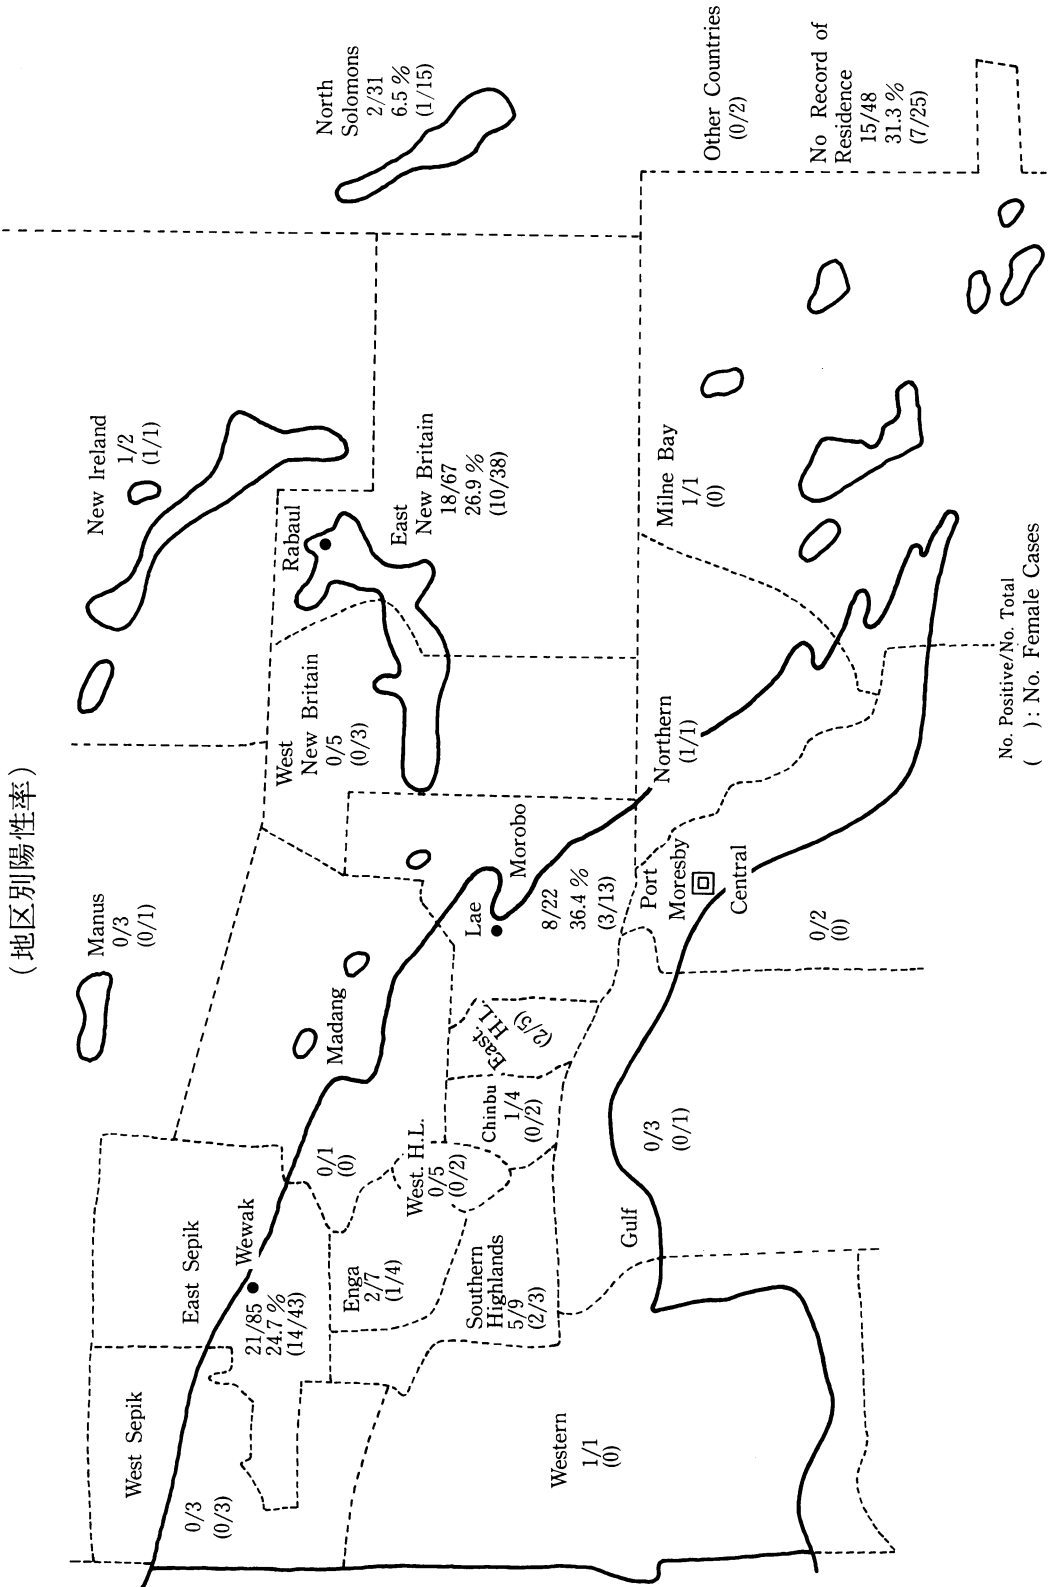 (地区別陽性率)
Manus
0/3
(0/1)
New Ireland
1/2
(1/1)
North
Solomons
2/31
6.5 %
(1/15)
West Sepik
0/3
(0/3)
East Sepik
Wewak
21/85
24.7 %
(14/43)
Madang
0/1
(0)
West
New Britain
0/5
(0/3)
Rabaul
East
New Britain
18/67
26.9 %
(10/38)
Enga
2/7
(1/4)
West. H.L.
0/5
(0/2)
Chinbu
1/4
(0/2)
East.
H.L.
(2/5)
Lae
Morobo
8/22
36.4 %
(3/13)
Southern
Highlands
5/9
(2/3)
Western
1/1
(0)
Gulf
0/3
(0/1)
Port
Moresby
Central
0/2
(0)
Northern
(1/1)
Milne Bay
1/1
(0)
Other Countries
(0/2)
No Record of
Residence
15/48
31.3 %
(7/25)
No. Positive/No. Total
( ) : No. Female Cases